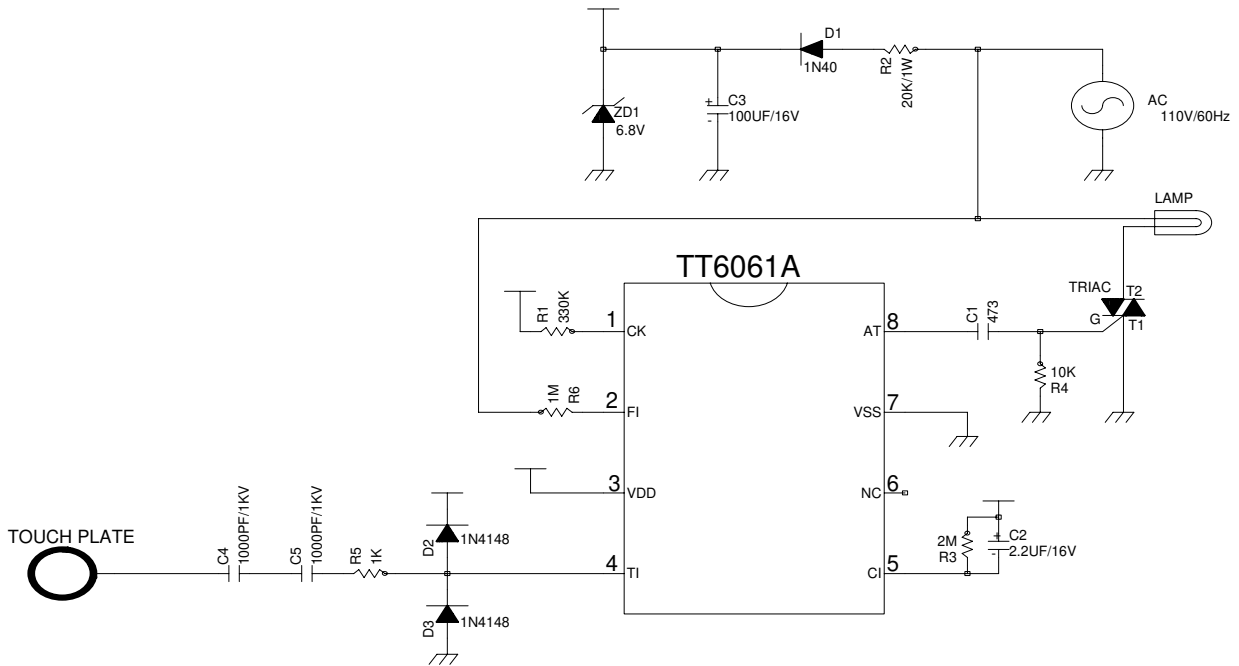 D1
1N40
R2
20K/1W
ZD1
6.8V
C3
+
-
100UF/16V
AC
110V/60Hz
LAMP
TT6061A
R1
330K
1
CK
8
AT
C1
473
TRIAC
T2
G
T1
1M
R6
2
FI
10K
R4
7
VSS
3
VDD
6
NC
TOUCH PLATE
C4
1000PF/1KV
C5
1000PF/1KV
R5
1K
D2
1N4148
4
TI
D3
1N4148
2M
R3
+
-
C2
2.2UF/16V
5
CI